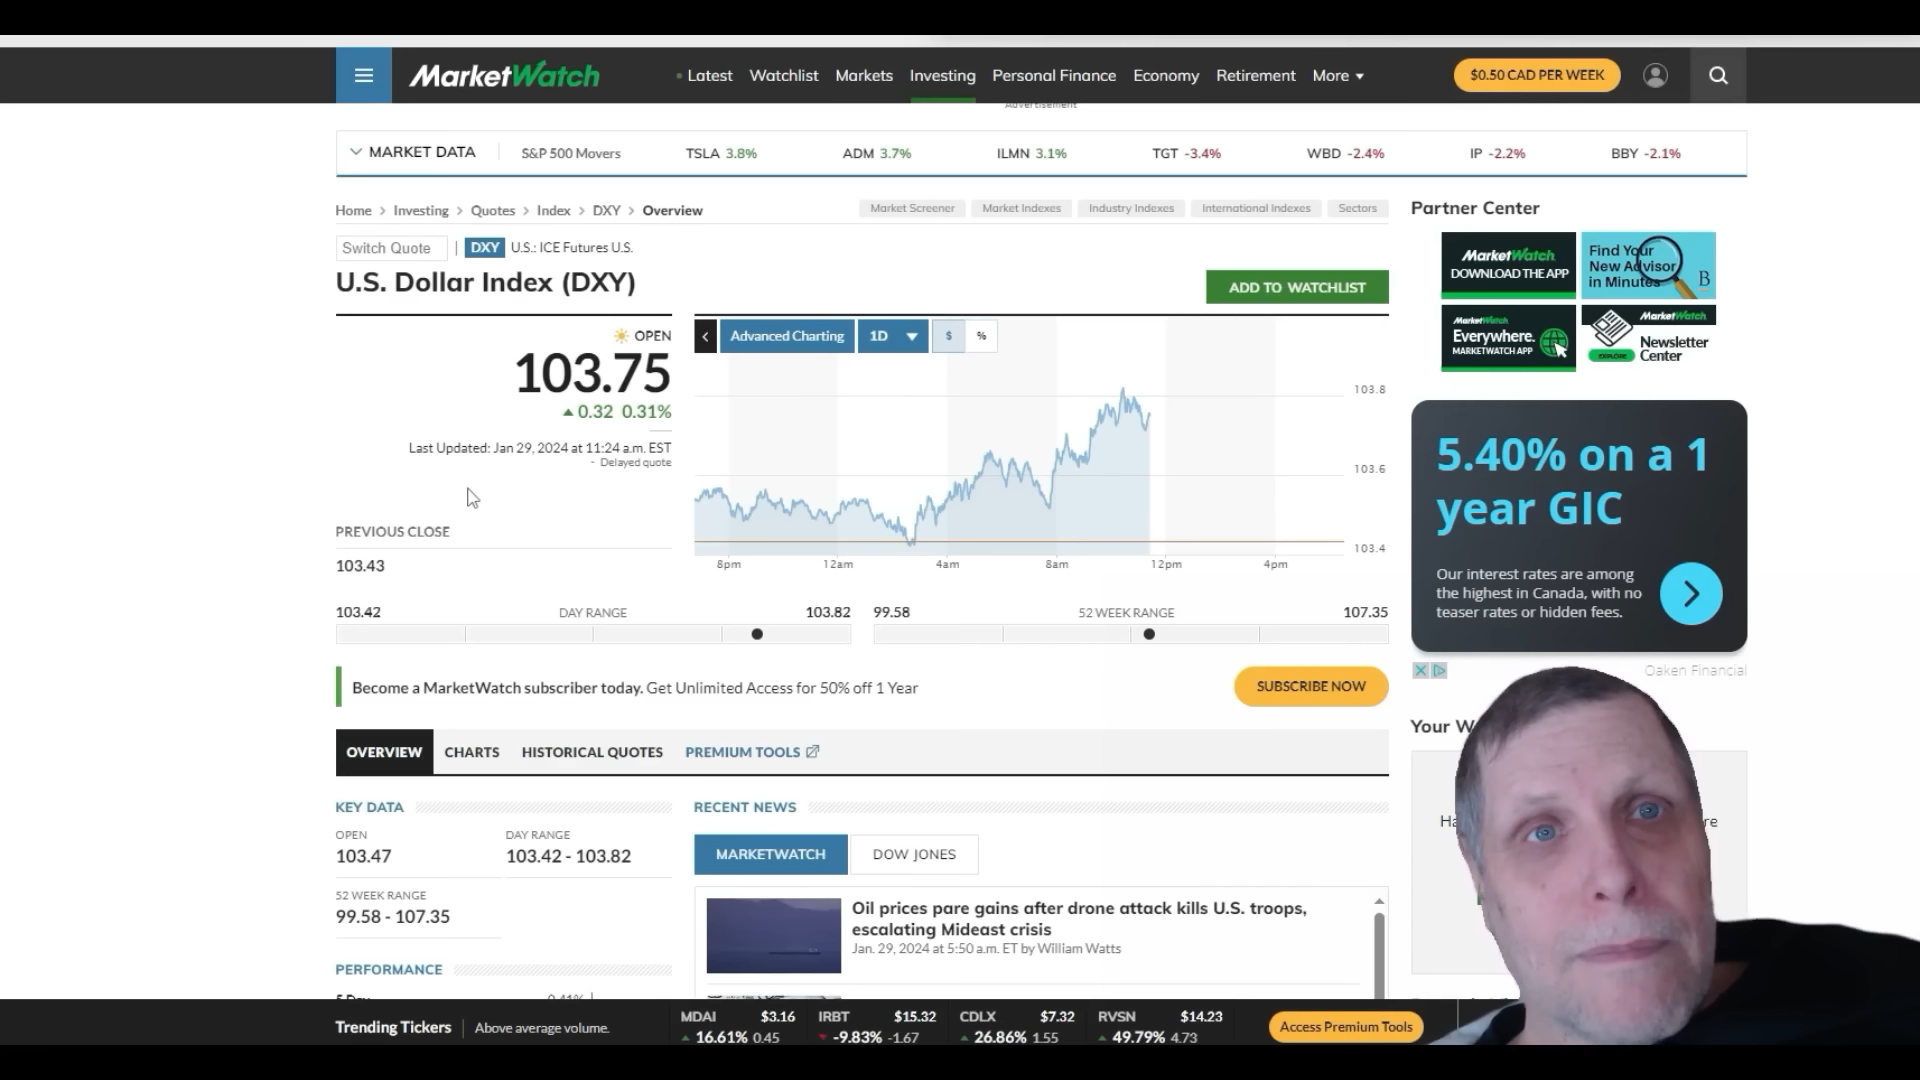 MarketWatch
Latest
Watchlist
Markets
Investing
Personal Finance
Economy
Retirement
More
$0.50 CAD PER WEEK
Advertisement
MARKET DATA
S&P 500 Movers
TSLA 3.8%
ADM 3.7%
ILMN 3.1%
TGT -3.4%
WBD -2.4%
IP -2.2%
BBY -2.1%
Home > Investing > Quotes > Index > DXY > Overview
Market Screener
Market Indexes
Industry Indexes
International Indexes
Sectors
Switch Quote | DXY U.S.: ICE Futures U.S.
U.S. Dollar Index (DXY)
ADD TO WATCHLIST
OPEN
103.75
0.32 0.31%
Last Updated: Jan 29, 2024 at 11:24 a.m. EST
- Delayed quote
PREVIOUS CLOSE
103.43
Advanced Charting
1D
$
%
103.8
103.6
103.4
8pm
12am
4am
8am
12pm
4pm
103.42 DAY RANGE 103.82
99.58 52 WEEK RANGE 107.35
Become a MarketWatch subscriber today. Get Unlimited Access for 50% off 1 Year
SUBSCRIBE NOW
OVERVIEW
CHARTS
HISTORICAL QUOTES
PREMIUM TOOLS
KEY DATA
OPEN
103.47
DAY RANGE
103.42 - 103.82
52 WEEK RANGE
99.58 - 107.35
PERFORMANCE
5 Day
0.41%
RECENT NEWS
MARKETWATCH
DOW JONES
Oil prices pare gains after drone attack kills U.S. troops,
escalating Mideast crisis
Jan. 29, 2024 at 5:50 a.m. ET by William Watts
Partner Center
MarketWatch
DOWNLOAD THE APP
Find Your
New Advisor
in Minutes
B
MarketWatch
Everywhere.
MARKETWATCH APP
MarketWatch
Newsletter
Center
EXPLORE
5.40% on a 1
year GIC
Our interest rates are among
the highest in Canada, with no
teaser rates or hidden fees.
Oaken Financial
Your W
Ha
re
Trending Tickers | Above average volume.
MDAI $3.16
16.61% 0.45
IRBT $15.32
-9.83% -1.67
CDLX $7.32
26.86% 1.55
RVSN $14.23
49.79% 4.73
Access Premium Tools